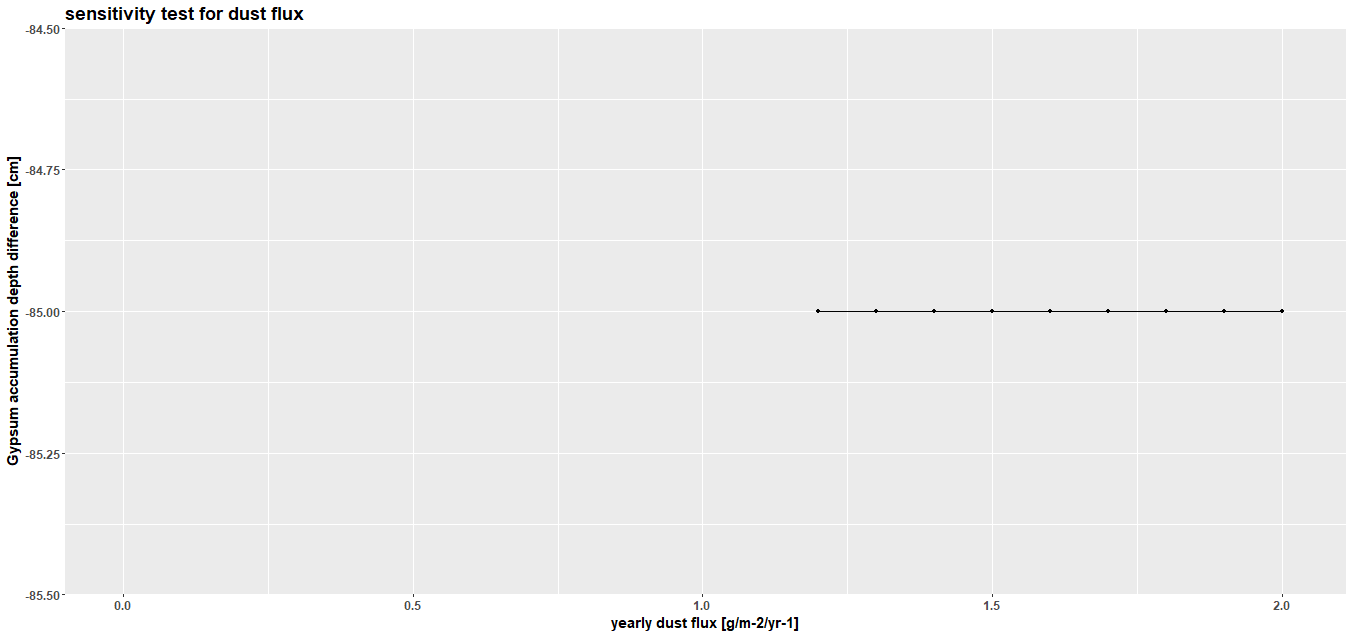 sensitivity test for dust flux
-84.50
-84.75
-85.00
-85.25
-85.50
Gypsum accumulation depth difference [cm]
0.0 0.5 1.0 1.5 2.0
yearly dust flux [g/m-2/yr-1]